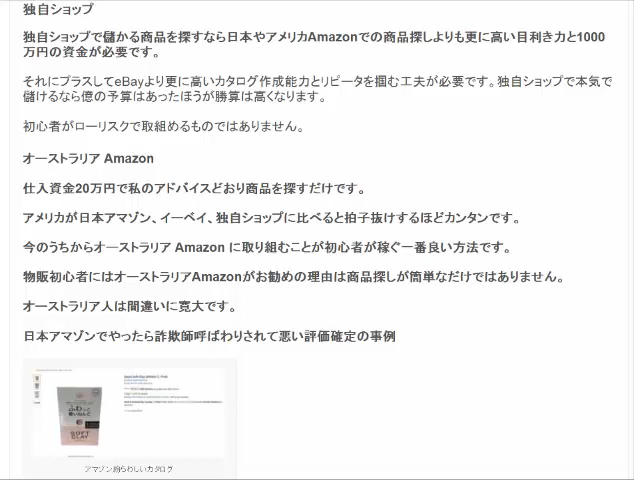 独自ショップ
独自ショップで儲かる商品を探すなら日本やアメリカAmazonでの商品探しよりも更に高い目利き力と1000
万円の資金が必要です。
それにプラスしてeBayより更に高いカタログ作成能力とリピータを掴む工夫が必要です。独自ショップで本気で
儲けるなら億の予算はあったほうが勝算は高くなります。
初心者がローリスクで取組めるものではありません。
オーストラリア Amazon
仕入資金20万円で私のアドバイスどおり商品を探すだけです。
アメリカが日本アマゾン、イーベイ、独自ショップに比べると拍子抜けするほどカンタンです。
今のうちからオーストラリア Amazon に取り組むことが初心者が稼ぐ一番良い方法です。
物販初心者にはオーストラリアAmazonがお勧めの理由は商品探しが簡単なだけではありません。
オーストラリア人は間違いに寛大です。
日本アマゾンでやったら詐欺師呼ばわりされて悪い評価確定の事例
ふわっと
軽いねんど
SOFT
CLAY
アマゾン紛らわしいカタログ